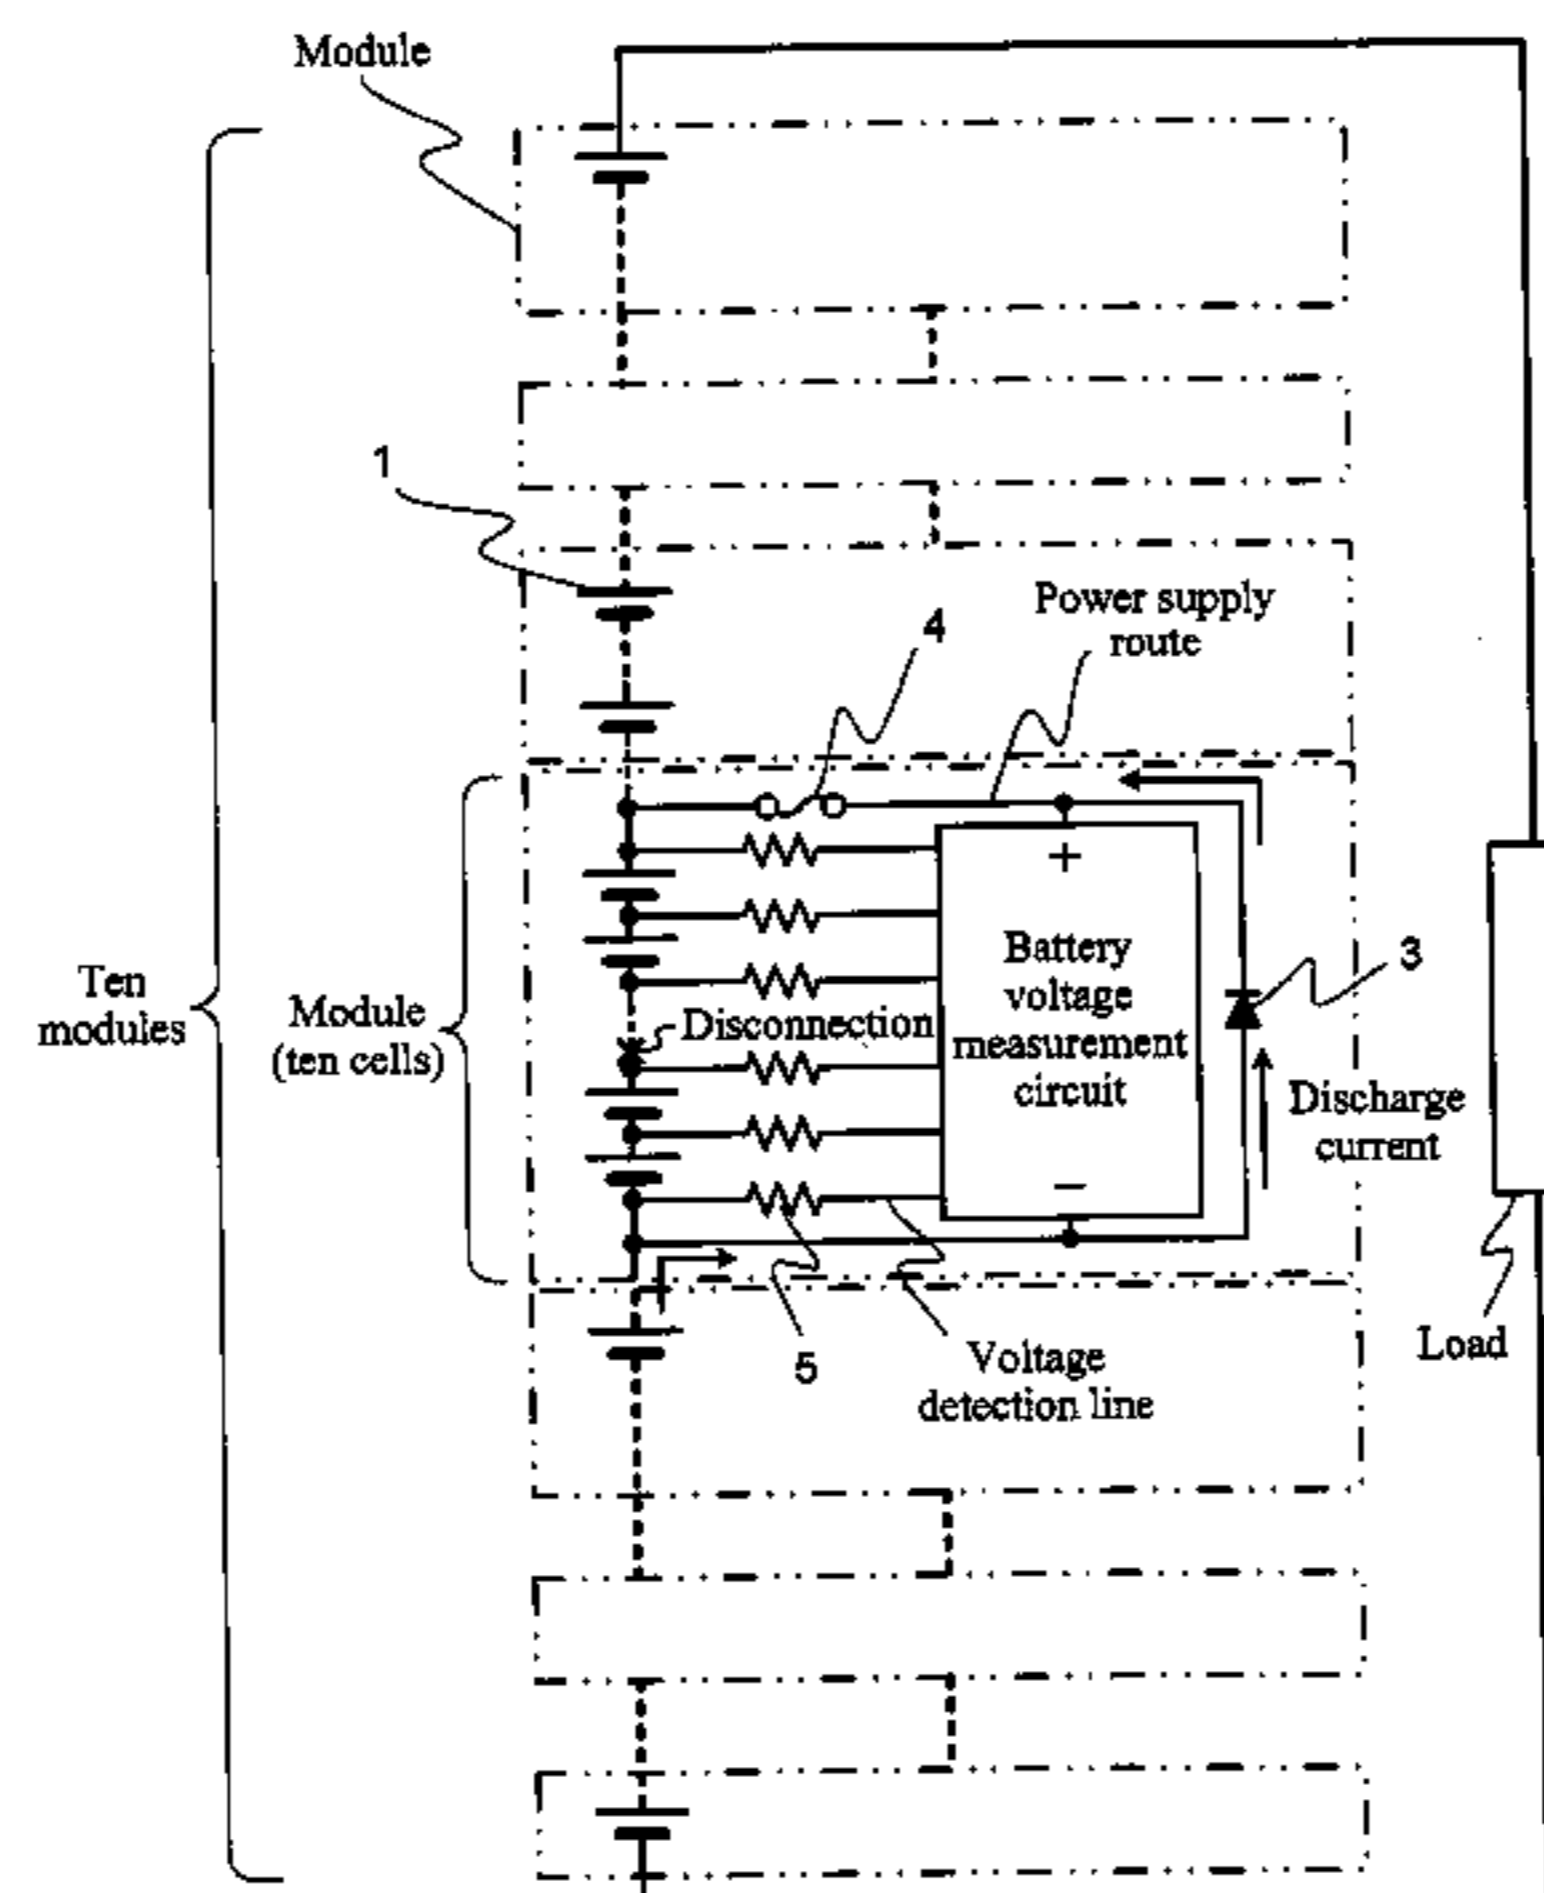 Module
1
Power supply
route
4
+
Battery
voltage
measurement
circuit
−
3
Ten
modules
Module
(ten cells)
Disconnection
Discharge
current
5
Voltage
detection line
Load